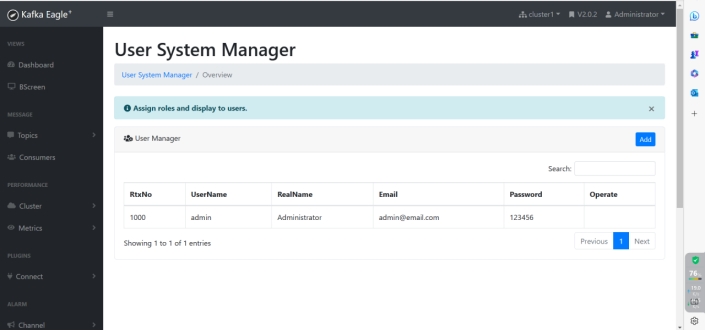 Kafka Eagle+
cluster1
V2.0.2
Administrator
VIEWS
Dashboard
BScreen
MESSAGE
Topics
Consumers
PERFORMANCE
Cluster
Metrics
PLUGINS
Connect
ALARM
Channel
User System Manager
User System Manager / Overview
Assign roles and display to users.
×
User Manager
Add
Search:
RtxNo UserName RealName Email Password Operate
1000 admin Administrator admin@email.com 123456
Showing 1 to 1 of 1 entries
Previous 1 Next